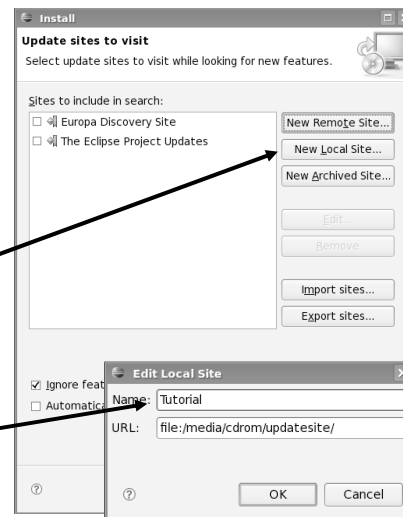 Install
Update sites to visit
Select update sites to visit while looking for new features.
Sites to include in search:
Europa Discovery Site
The Eclipse Project Updates
New Remote Site...
New Local Site...
New Archived Site...
Edit...
Remove
Import sites...
Export sites...
Ignore
Edit Local Site
Name: Tutorial
URL: file:/media/cdrom/updatesite/
OK
Cancel